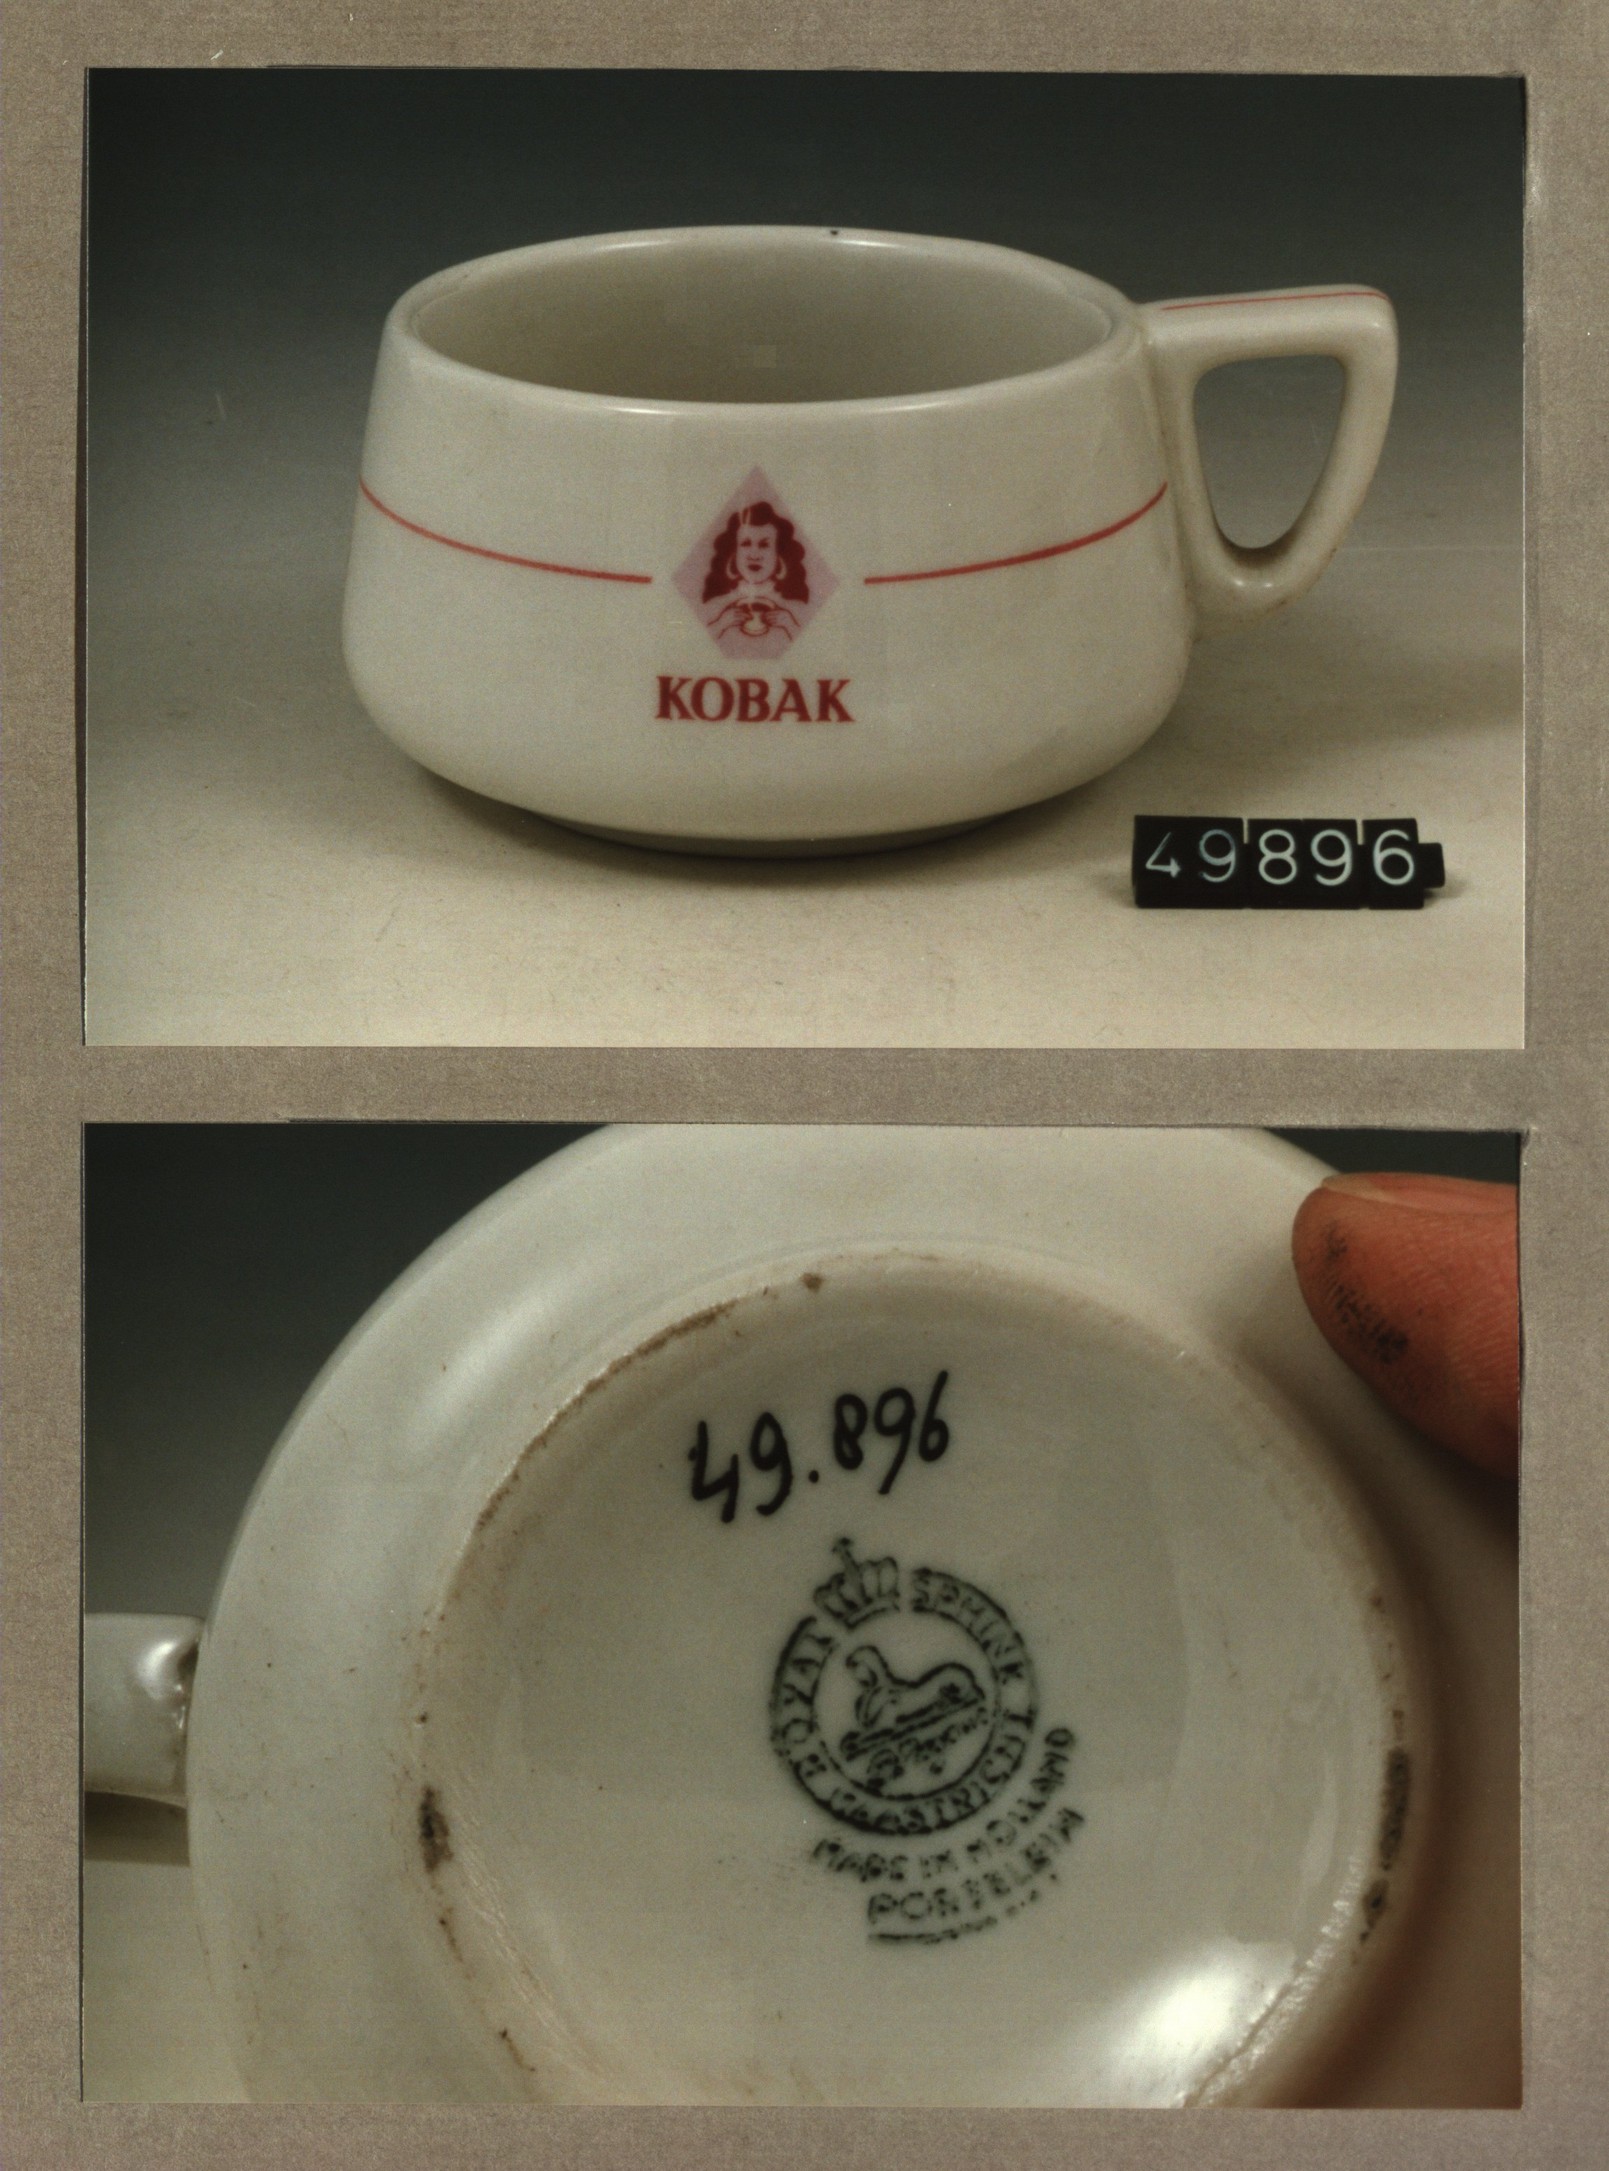 KOBAK
49896
49.896
ROYAL SPHINX MAASTRICHT
MADE IN HOLLAND
PORSELEIN